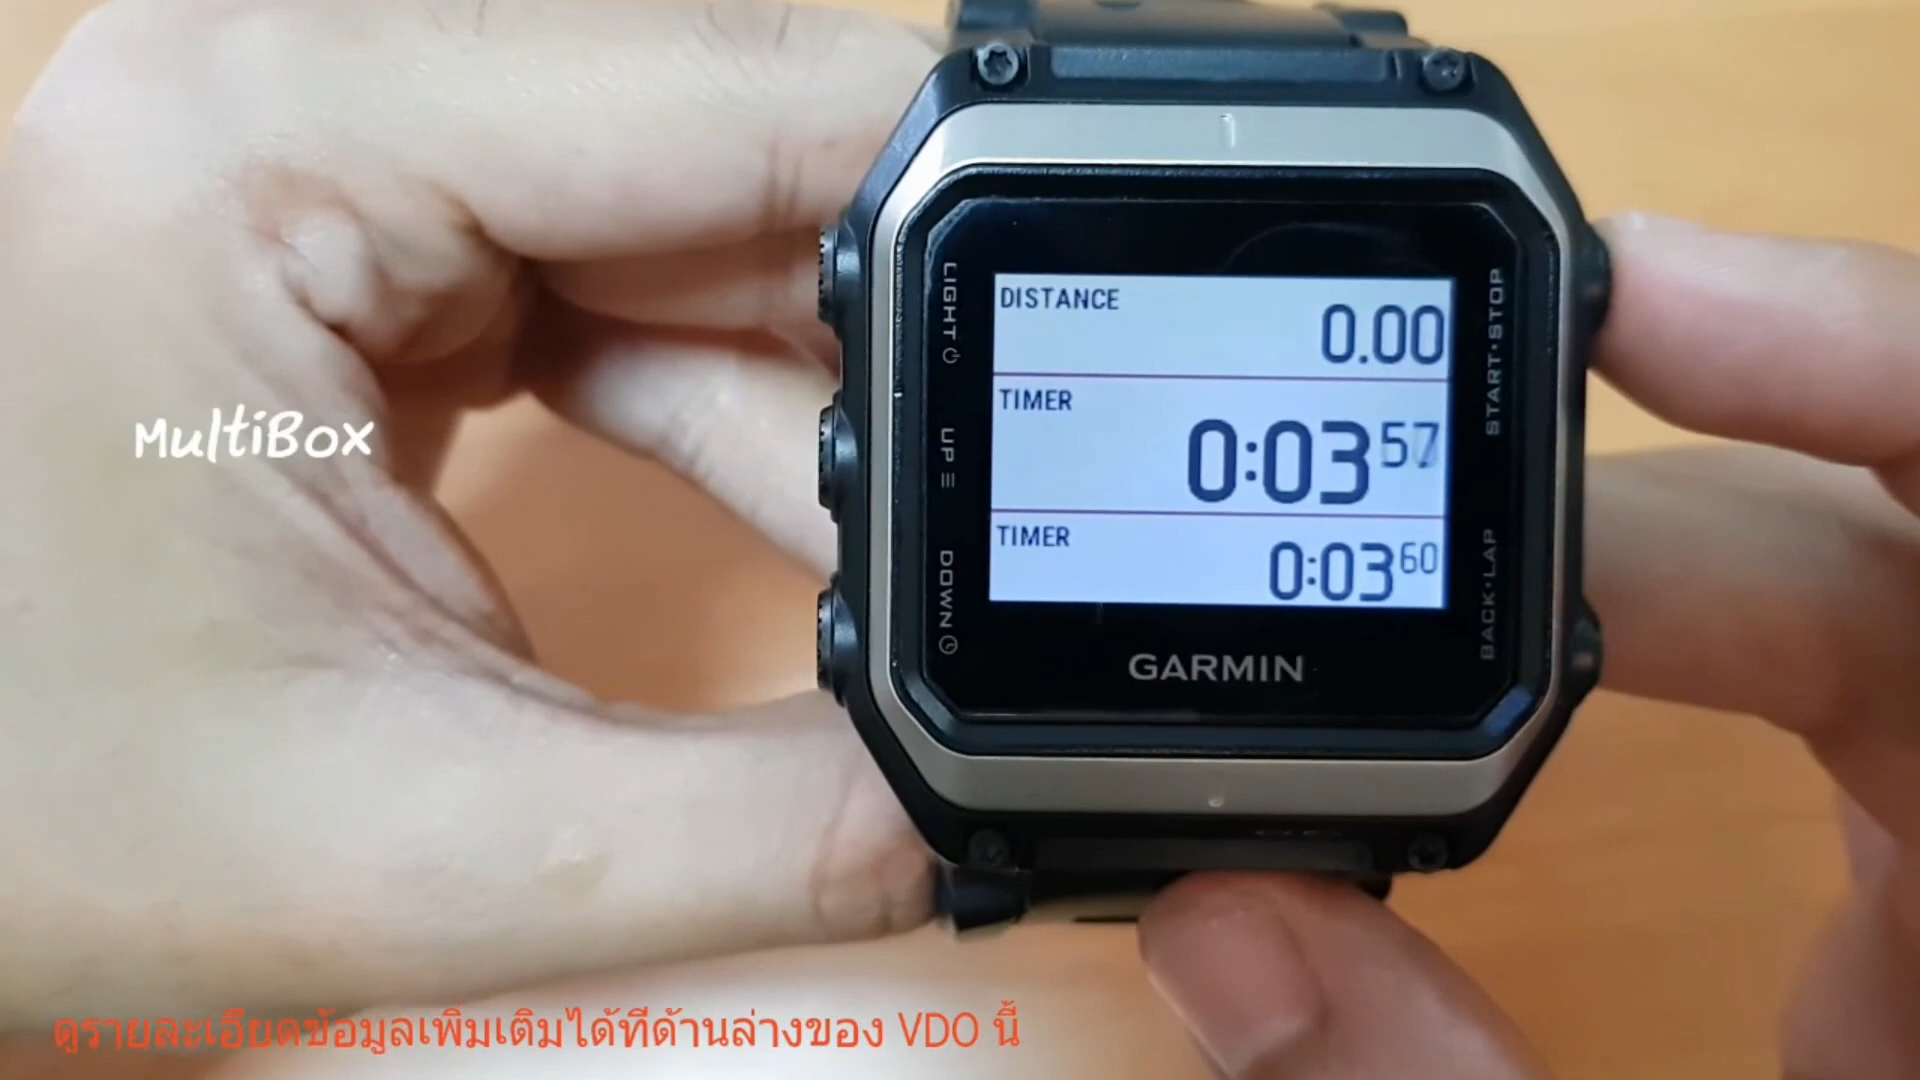 LIGHT
UP
DOWN
START·STOP
BACK·LAP
DISTANCE
0.00
TIMER
0:03 57
TIMER
0:03 60
GARMIN
MultiBox
ดูรายละเอียดข้อมูลเพิ่มเติมได้ที่ด้านล่างของ VDO นี้